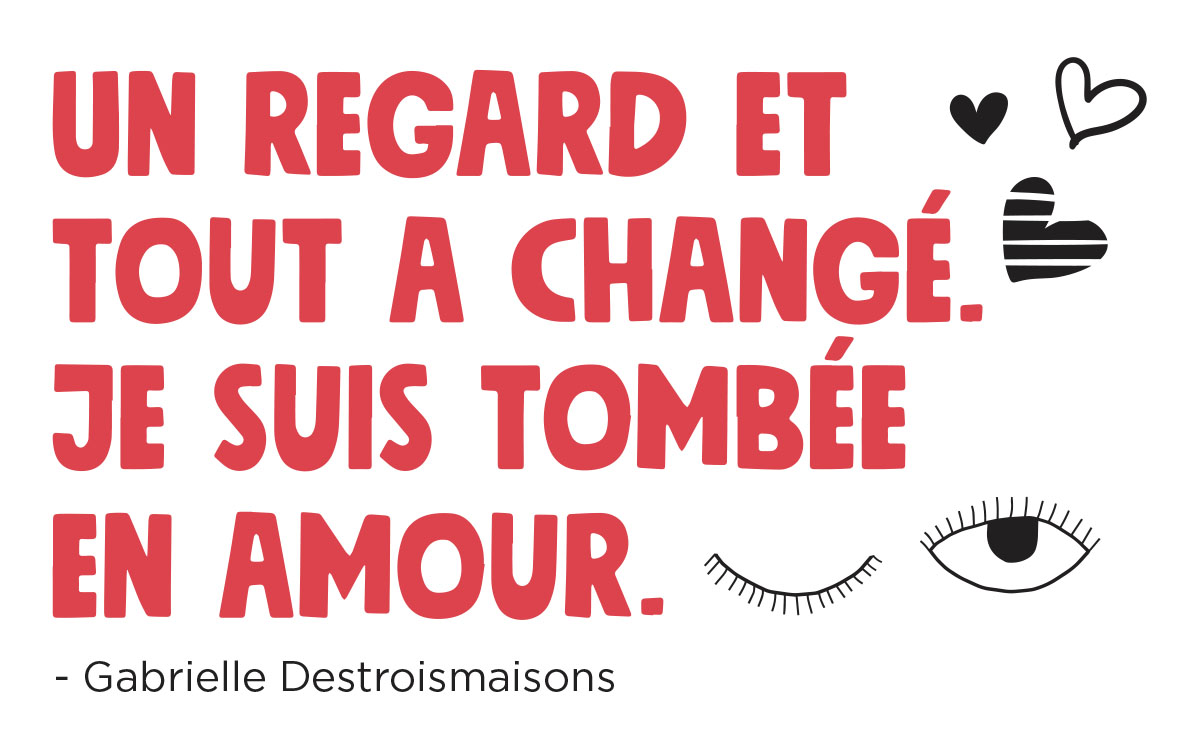 UN REGARD ET
TOUT A CHANGÉ.
JE SUIS TOMBÉE
EN AMOUR.
- Gabrielle Destroismaisons